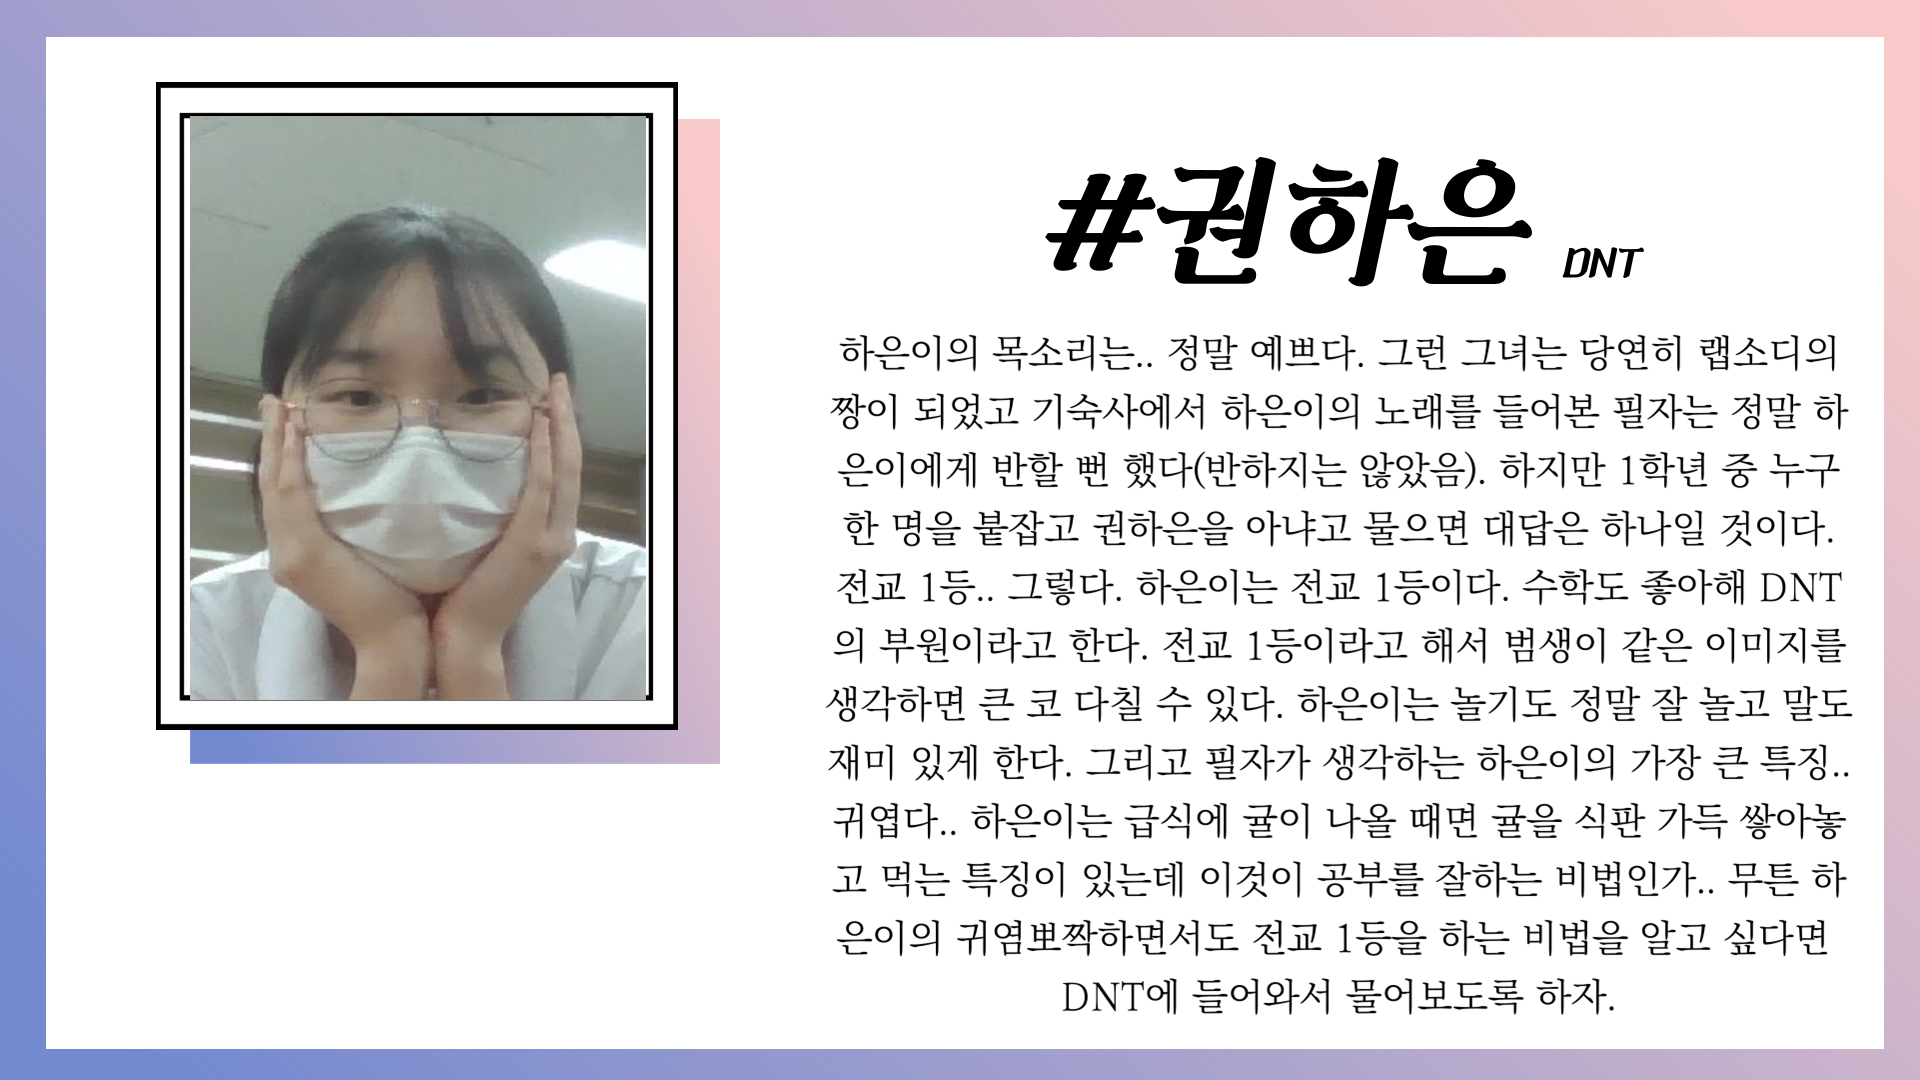 #권하은 DNT
하은이의 목소리는.. 정말 예쁘다. 그런 그녀는 당연히 랩소디의
짱이 되었고 기숙사에서 하은이의 노래를 들어본 필자는 정말 하
은이에게 반할 뻔 했다(반하지는 않았음). 하지만 1학년 중 누구
한 명을 붙잡고 권하은을 아냐고 물으면 대답은 하나일 것이다.
전교 1등.. 그렇다. 하은이는 전교 1등이다. 수학도 좋아해 DNT
의 부원이라고 한다. 전교 1등이라고 해서 범생이 같은 이미지를
생각하면 큰 코 다칠 수 있다. 하은이는 놀기도 정말 잘 놀고 말도
재미 있게 한다. 그리고 필자가 생각하는 하은이의 가장 큰 특징..
귀엽다.. 하은이는 급식에 귤이 나올 때면 귤을 식판 가득 쌓아놓
고 먹는 특징이 있는데 이것이 공부를 잘하는 비법인가.. 무튼 하
은이의 귀염뽀짝하면서도 전교 1등을 하는 비법을 알고 싶다면
DNT에 들어와서 물어보도록 하자.